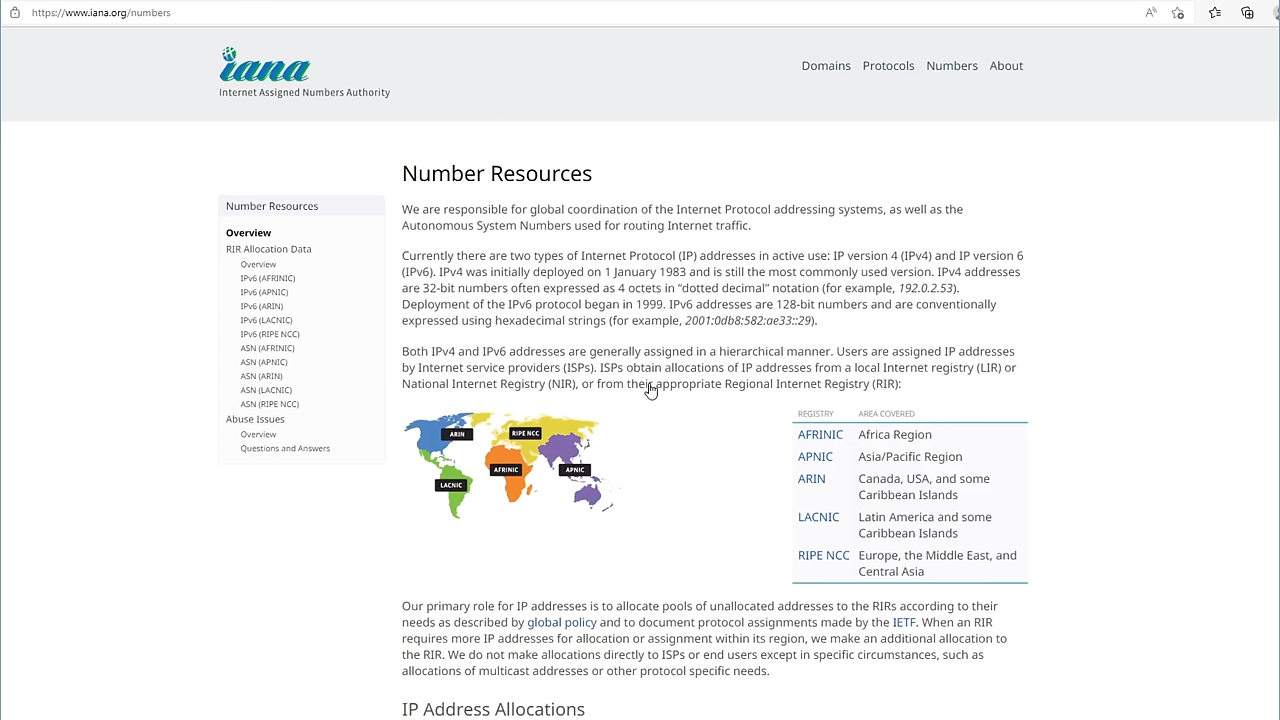 https://www.iana.org/numbers
iana
Internet Assigned Numbers Authority
Domains Protocols Numbers About
Number Resources
Overview
RIR Allocation Data
Overview
IPv6 (AFRINIC)
IPv6 (APNIC)
IPv6 (ARIN)
IPv6 (LACNIC)
IPv6 (RIPE NCC)
ASN (AFRINIC)
ASN (APNIC)
ASN (ARIN)
ASN (LACNIC)
ASN (RIPE NCC)
Abuse Issues
Overview
Questions and Answers
Number Resources
We are responsible for global coordination of the Internet Protocol addressing systems, as well as the
Autonomous System Numbers used for routing Internet traffic.
Currently there are two types of Internet Protocol (IP) addresses in active use: IP version 4 (IPv4) and IP version 6
(IPv6). IPv4 was initially deployed on 1 January 1983 and is still the most commonly used version. IPv4 addresses
are 32-bit numbers often expressed as 4 octets in “dotted decimal” notation (for example, 192.0.2.53).
Deployment of the IPv6 protocol began in 1999. IPv6 addresses are 128-bit numbers and are conventionally
expressed using hexadecimal strings (for example, 2001:0db8:582:ae33::29).
Both IPv4 and IPv6 addresses are generally assigned in a hierarchical manner. Users are assigned IP addresses
by Internet service providers (ISPs). ISPs obtain allocations of IP addresses from a local Internet registry (LIR) or
National Internet Registry (NIR), or from their appropriate Regional Internet Registry (RIR):
ARIN
RIPE NCC
AFRINIC
APNIC
LACNIC
REGISTRY AREA COVERED
AFRINIC Africa Region
APNIC Asia/Pacific Region
ARIN Canada, USA, and some
Caribbean Islands
LACNIC Latin America and some
Caribbean Islands
RIPE NCC Europe, the Middle East, and
Central Asia
Our primary role for IP addresses is to allocate pools of unallocated addresses to the RIRs according to their
needs as described by global policy and to document protocol assignments made by the IETF. When an RIR
requires more IP addresses for allocation or assignment within its region, we make an additional allocation to
the RIR. We do not make allocations directly to ISPs or end users except in specific circumstances, such as
allocations of multicast addresses or other protocol specific needs.
IP Address Allocations